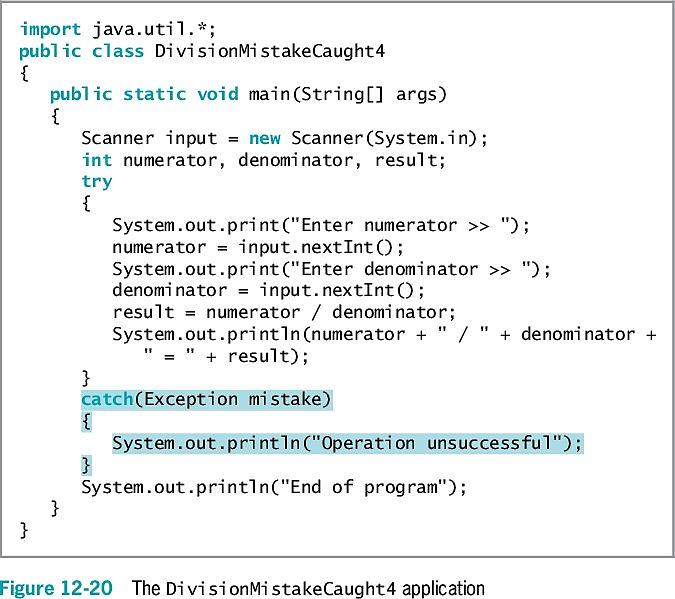 import java.util.*;
public class DivisionMistakeCaught4
{
   public static void main(String[] args)
   {
      Scanner input = new Scanner(System.in);
      int numerator, denominator, result;
      try
      {
         System.out.print("Enter numerator >> ");
         numerator = input.nextInt();
         System.out.print("Enter denominator >> ");
         denominator = input.nextInt();
         result = numerator / denominator;
         System.out.println(numerator + " / " + denominator +
            " = " + result);
      }
      catch(Exception mistake)
      {
         System.out.println("Operation unsuccessful");
      }
      System.out.println("End of program");
   }
}
Figure 12-20 The DivisionMistakeCaught4 application